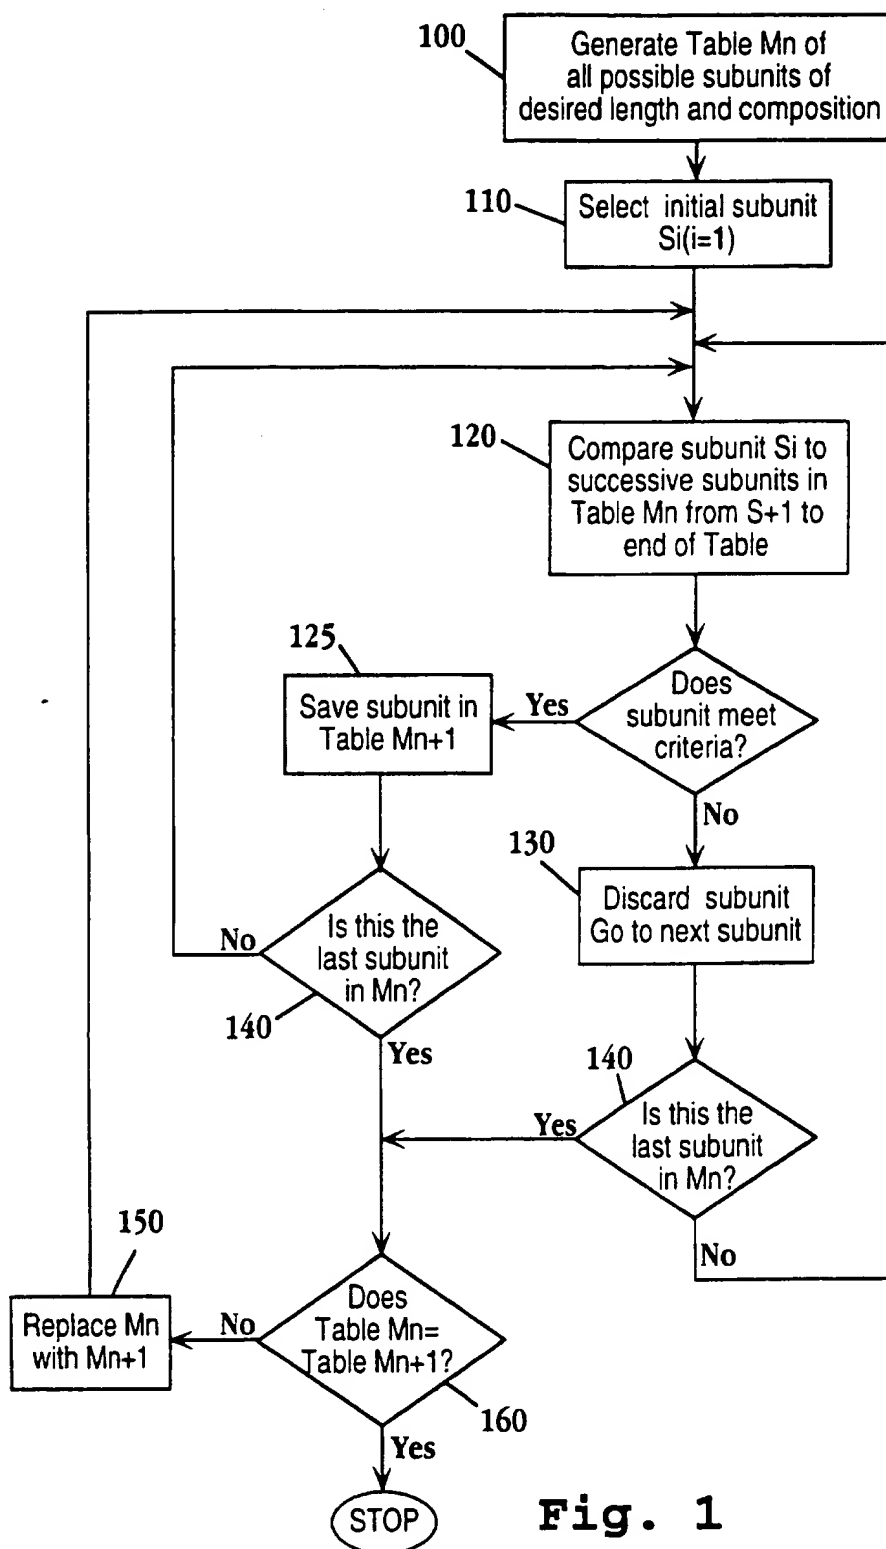 100
Generate Table Mn of
all possible subunits of
desired length and composition
110
Select initial subunit
Si(i=1)
120
Compare subunit Si to
successive subunits in
Table Mn from S+1 to
end of Table
125
Save subunit in
Table Mn+1
Yes
Does
subunit meet
criteria?
No
130
Discard subunit
Go to next subunit
No
Is this the
last subunit
in Mn?
140
Yes
140
Yes
Is this the
last subunit
in Mn?
No
150
Replace Mn
with Mn+1
No
Does
Table Mn=
Table Mn+1?
160
Yes
STOP
Fig. 1